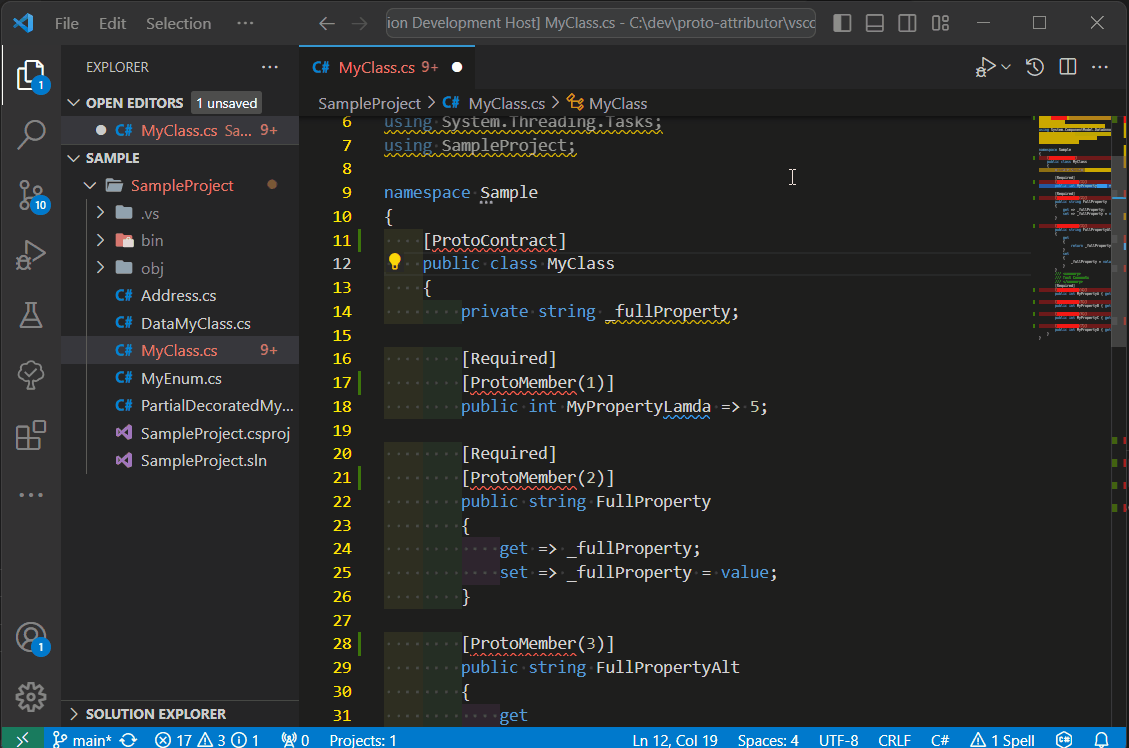 File Edit Selection ···
ion Development Host] MyClass.cs - C:\dev\proto-attributor\vscc
EXPLORER ···
OPEN EDITORS 1 unsaved
C# MyClass.cs Sa... 9+
SAMPLE
SampleProject
.vs
bin
obj
C# Address.cs
C# DataMyClass.cs
C# MyClass.cs 9+
C# MyEnum.cs
C# PartialDecoratedMy...
SampleProject.csproj
SampleProject.sln
SOLUTION EXPLORER
1
10
1
C# MyClass.cs 9+
SampleProject > C# MyClass.cs > MyClass
6 using System.Threading.Tasks;
7 using SampleProject;
8
9 namespace Sample
10 {
11 [ProtoContract]
12 public class MyClass
13 {
14 private string _fullProperty;
15
16 [Required]
17 [ProtoMember(1)]
18 public int MyPropertyLamda => 5;
19
20 [Required]
21 [ProtoMember(2)]
22 public string FullProperty
23 {
24 get => _fullProperty;
25 set => _fullProperty = value;
26 }
27
28 [ProtoMember(3)]
29 public string FullPropertyAlt
30 {
31 get
main* 17 3 1 0 Projects: 1 Ln 12, Col 19 Spaces: 4 UTF-8 CRLF C# 1 Spell